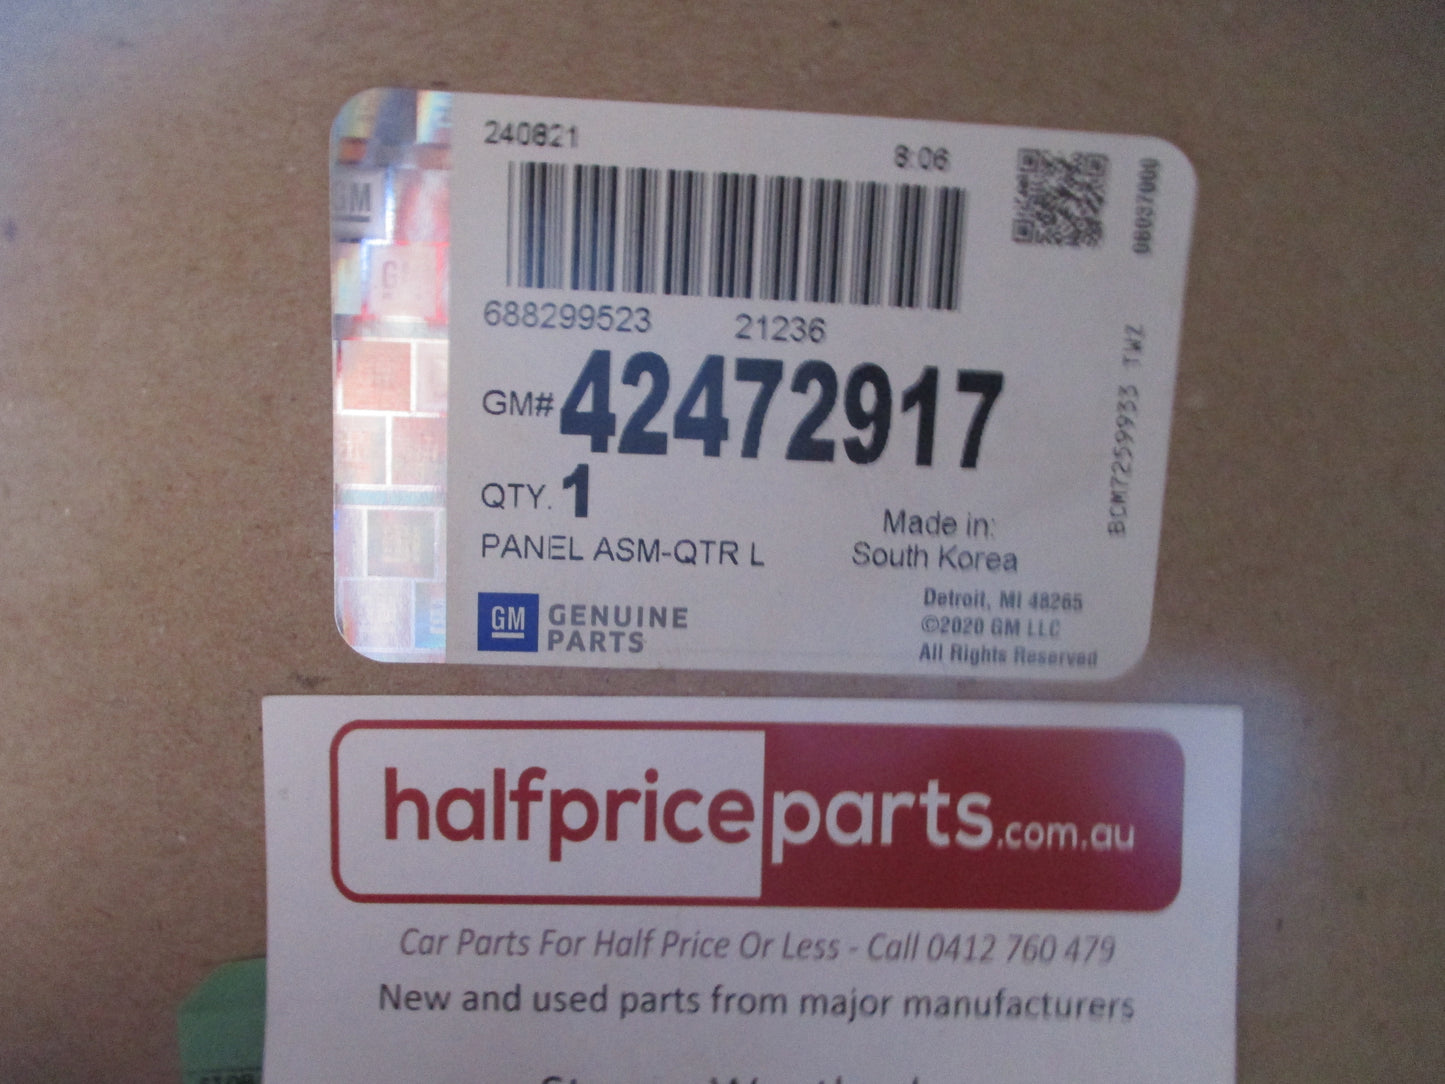 240821
8:06
688299523 21236
GM# 42472917
QTY. 1
PANEL ASM-QTR L
Made in:
South Korea
GM GENUINE
PARTS
Detroit, MI 48265
©2020 GM LLC
All Rights Reserved
BCM7259933 TWZ
GM
halfpriceparts.com.au
Car Parts For Half Price Or Less - Call 0412 760 479
New and used parts from major manufacturers